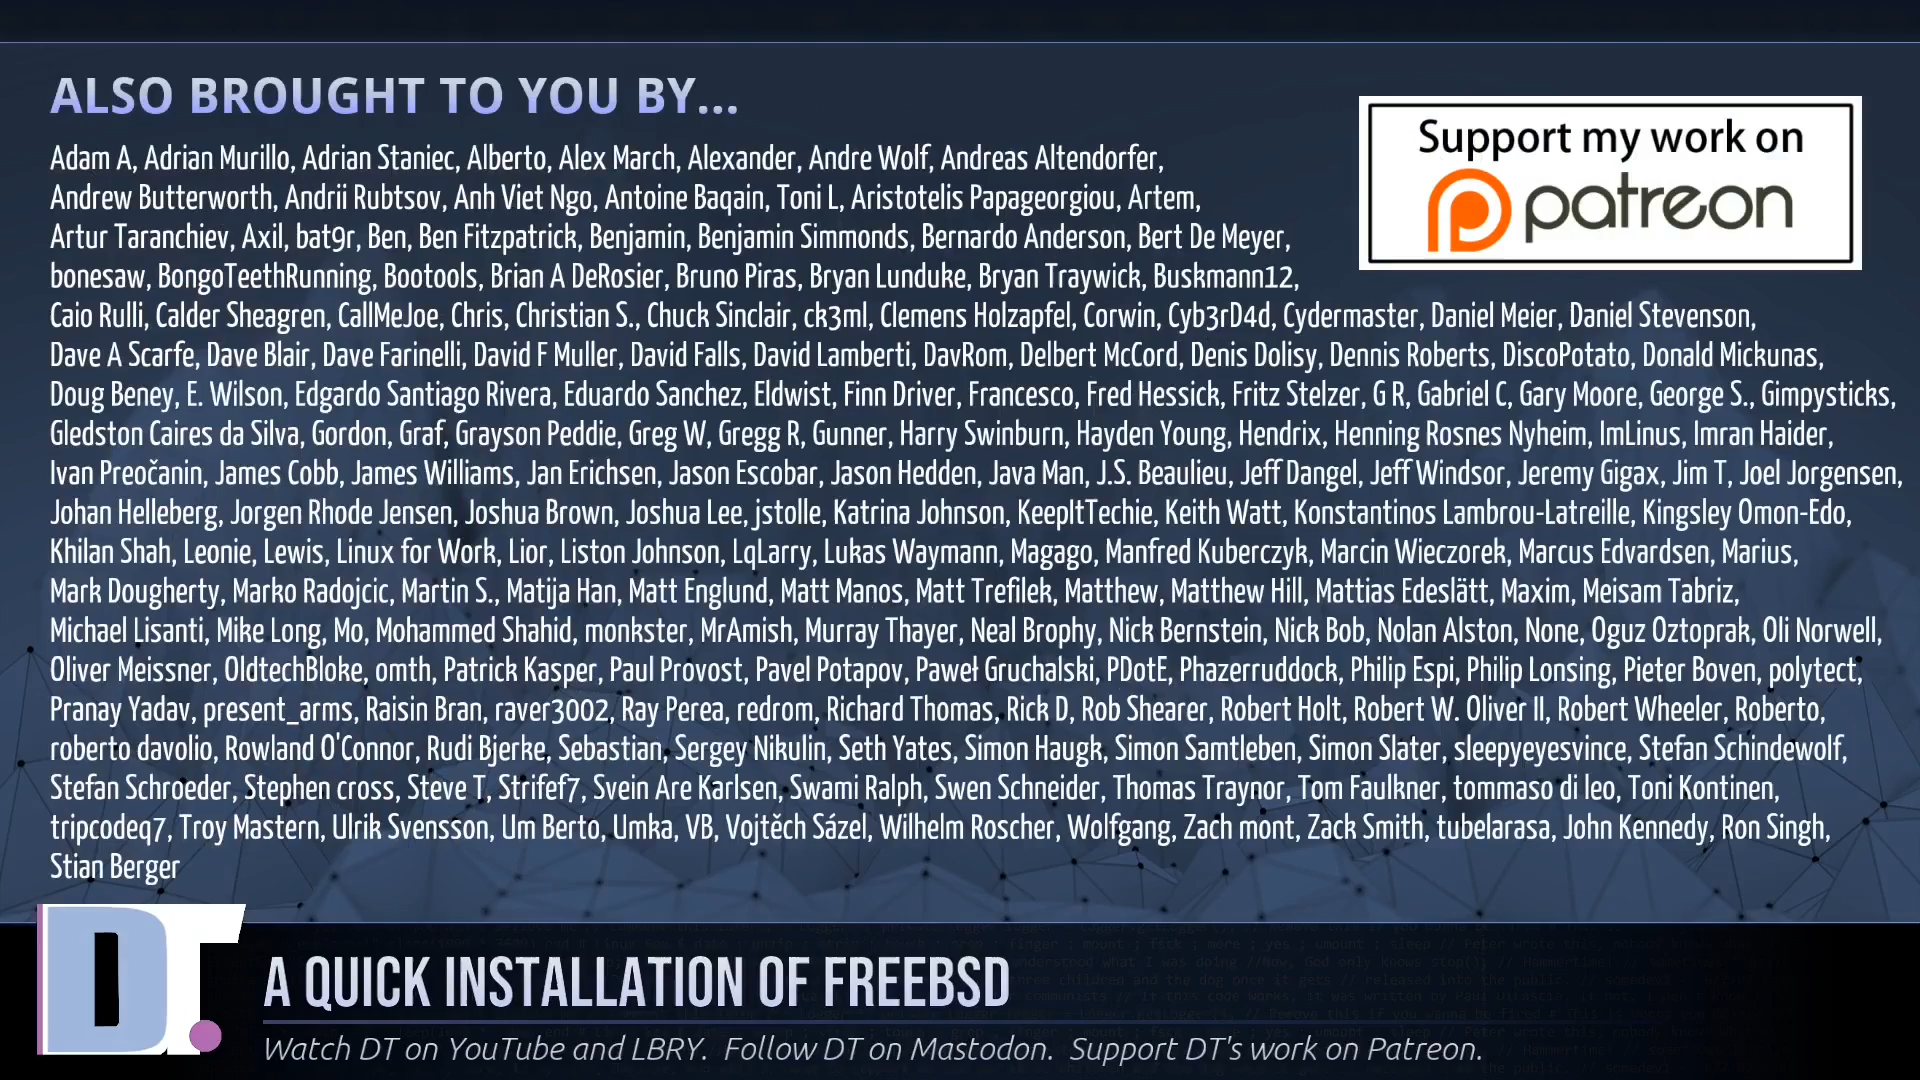 ALSO BROUGHT TO YOU BY...
Support my work on
patreon
Adam A, Adrian Murillo, Adrian Staniec, Alberto, Alex March, Alexander, Andre Wolf, Andreas Altendorfer,
Andrew Butterworth, Andrii Rubtsov, Anh Viet Ngo, Antoine Baqain, Toni L, Aristotelis Papageorgiou, Artem,
Artur Taranchiev, Axil, bat9r, Ben, Ben Fitzpatrick, Benjamin, Benjamin Simmonds, Bernardo Anderson, Bert De Meyer,
bonesaw, BongoTeethRunning, Bootools, Brian A DeRosier, Bruno Piras, Bryan Lunduke, Bryan Traywick, Buskmann12,
Caio Rulli, Calder Sheagren, CallMeJoe, Chris, Christian S., Chuck Sinclair, ck3ml, Clemens Holzapfel, Corwin, Cyb3rD4d, Cydermaster, Daniel Meier, Daniel Stevenson,
Dave A Scarfe, Dave Blair, Dave Farinelli, David F Muller, David Falls, David Lamberti, DavRom, Delbert McCord, Denis Dolisy, Dennis Roberts, DiscoPotato, Donald Mickunas,
Doug Beney, E. Wilson, Edgardo Santiago Rivera, Eduardo Sanchez, Eldwist, Finn Driver, Francesco, Fred Hessick, Fritz Stelzer, G R, Gabriel C, Gary Moore, George S., Gimpysticks,
Gledston Caires da Silva, Gordon, Graf, Grayson Peddie, Greg W, Gregg R, Gunner, Harry Swinburn, Hayden Young, Hendrix, Henning Rosnes Nyheim, ImLinus, Imran Haider,
Ivan Preočanin, James Cobb, James Williams, Jan Erichsen, Jason Escobar, Jason Hedden, Java Man, J.S. Beaulieu, Jeff Dangel, Jeff Windsor, Jeremy Gigax, Jim T, Joel Jorgensen,
Johan Helleberg, Jorgen Rhode Jensen, Joshua Brown, Joshua Lee, jstolle, Katrina Johnson, KeepItTechie, Keith Watt, Konstantinos Lambrou-Latreille, Kingsley Omon-Edo,
Khilan Shah, Leonie, Lewis, Linux for Work, Lior, Liston Johnson, LqLarry, Lukas Waymann, Magago, Manfred Kuberczyk, Marcin Wieczorek, Marcus Edvardsen, Marius,
Mark Dougherty, Marko Radojcic, Martin S., Matija Han, Matt Englund, Matt Manos, Matt Trefilek, Matthew, Matthew Hill, Mattias Edeslätt, Maxim, Meisam Tabriz,
Michael Lisanti, Mike Long, Mo, Mohammed Shahid, monkster, MrAmish, Murray Thayer, Neal Brophy, Nick Bernstein, Nick Bob, Nolan Alston, None, Oguz Oztoprak, Oli Norwell,
Oliver Meissner, OldtechBloke, omth, Patrick Kasper, Paul Provost, Pavel Potapov, Paweł Gruchalski, PDotE, Phazerruddock, Philip Espi, Philip Lonsing, Pieter Boven, polytect,
Pranay Yadav, present_arms, Raisin Bran, raver3002, Ray Perea, redrom, Richard Thomas, Rick D, Rob Shearer, Robert Holt, Robert W. Oliver II, Robert Wheeler, Roberto,
roberto davolio, Rowland O'Connor, Rudi Bjerke, Sebastian, Sergey Nikulin, Seth Yates, Simon Haugk, Simon Samtleben, Simon Slater, sleepyeyesvince, Stefan Schindewolf,
Stefan Schroeder, Stephen cross, Steve T, Strifef7, Svein Are Karlsen, Swami Ralph, Swen Schneider, Thomas Traynor, Tom Faulkner, tommaso di leo, Toni Kontinen,
tripcodeq7, Troy Mastern, Ulrik Svensson, Um Berto, Umka, VB, Vojtěch Sázel, Wilhelm Roscher, Wolfgang, Zach mont, Zack Smith, tubelarasa, John Kennedy, Ron Singh,
Stian Berger
DT.
A QUICK INSTALLATION OF FREEBSD
Watch DT on YouTube and LBRY. Follow DT on Mastodon. Support DT's work on Patreon.